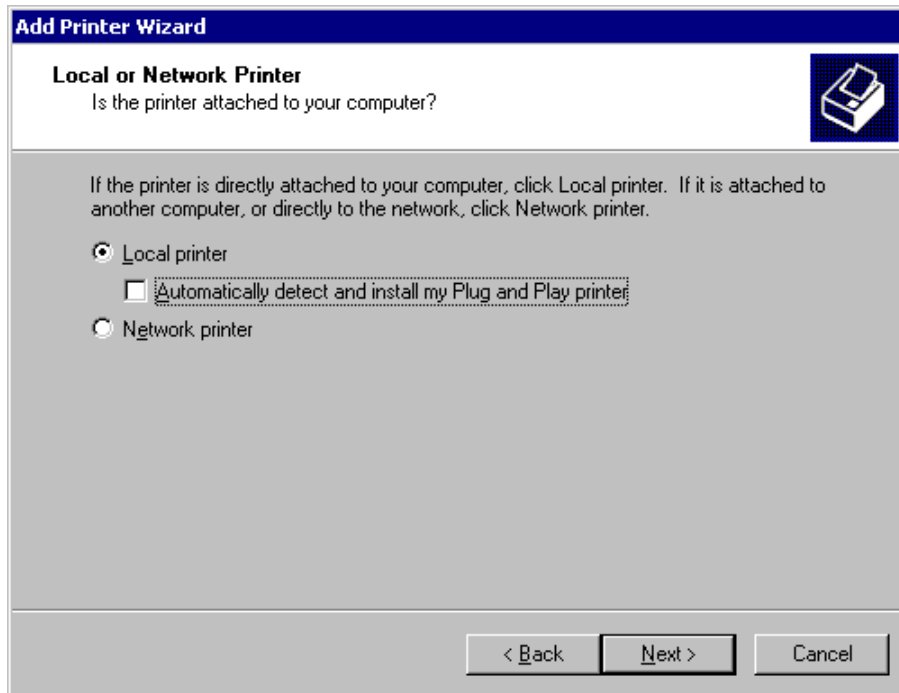 Add Printer Wizard
Local or Network Printer
Is the printer attached to your computer?
If the printer is directly attached to your computer, click Local printer.  If it is attached to
another computer, or directly to the network, click Network printer.
Local printer
Automatically detect and install my Plug and Play printer
Network printer
< Back  Next >  Cancel